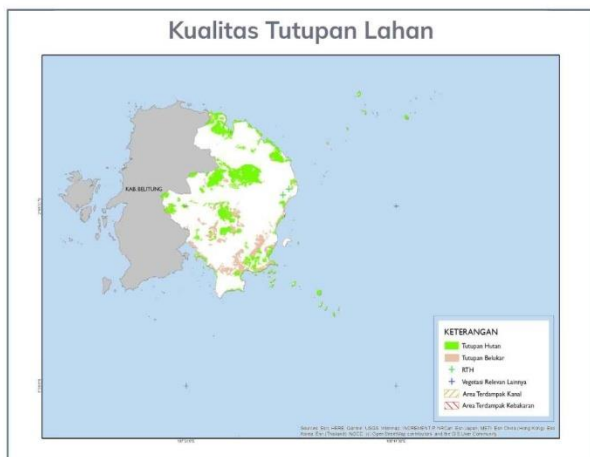 Kualitas Tutupan Lahan
KAB.BELITUNG
KETERANGAN
Tutupan Hutan
Tutupan Belukar
RTH
Vegetasi Relevan Lainnya
Area Terdampak Kanal
Area Terdampak Kebakaran